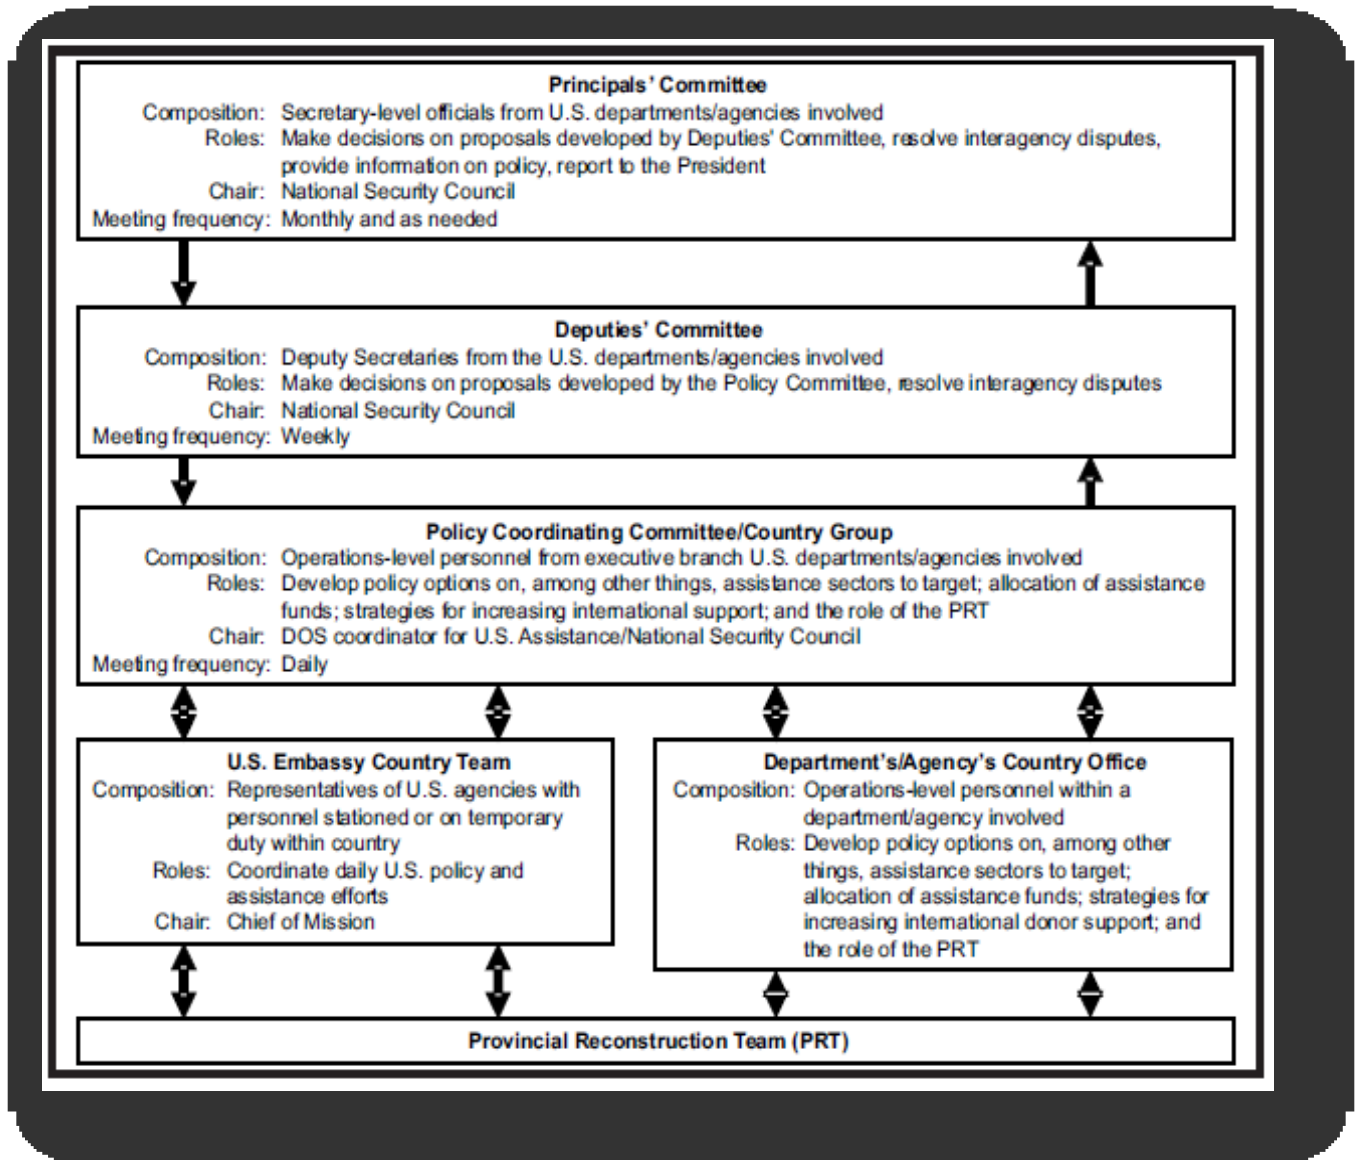 Principals' Committee
Composition: Secretary-level officials from U.S. departments/agencies involved
Roles: Make decisions on proposals developed by Deputies' Committee, resolve interagency disputes,
provide information on policy, report to the President
Chair: National Security Council
Meeting frequency: Monthly and as needed
Deputies' Committee
Composition: Deputy Secretaries from the U.S. departments/agencies involved
Roles: Make decisions on proposals developed by the Policy Committee, resolve interagency disputes
Chair: National Security Council
Meeting frequency: Weekly
Policy Coordinating Committee/Country Group
Composition: Operations-level personnel from executive branch U.S. departments/agencies involved
Roles: Develop policy options on, among other things, assistance sectors to target; allocation of assistance
funds; strategies for increasing international support; and the role of the PRT
Chair: DOS coordinator for U.S. Assistance/National Security Council
Meeting frequency: Daily
U.S. Embassy Country Team
Composition: Representatives of U.S. agencies with
personnel stationed or on temporary
duty within country
Roles: Coordinate daily U.S. policy and
assistance efforts
Chair: Chief of Mission
Department's/Agency's Country Office
Composition: Operations-level personnel within a
department/agency involved
Roles: Develop policy options on, among other
things, assistance sectors to target;
allocation of assistance funds; strategies for
increasing international donor support; and
the role of the PRT
Provincial Reconstruction Team (PRT)